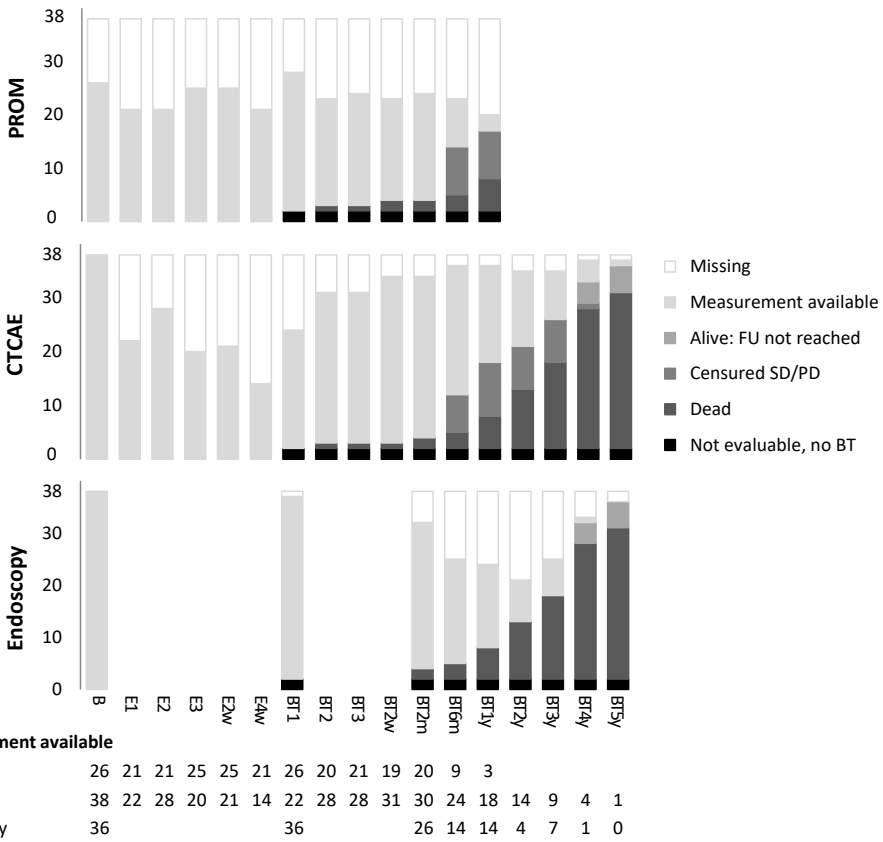 38
30
20
10
0
PROM
38
30
20
10
0
CTCAE
Missing
Measurement available
Alive: FU not reached
Censured SD/PD
Dead
Not evaluable, no BT
38
30
20
10
0
Endoscopy
B E1 E2 E3 E2w E4w BT1 BT2 BT3 BT2w BT2m BT6m BT1y BT2y BT3y BT4y BT5y
ment available
26 21 21 25 25 21 26 20 21 19 20 9 3
38 22 28 20 21 14 22 28 28 31 30 24 18 14 9 4 1
y 36 36 26 14 14 4 7 1 0